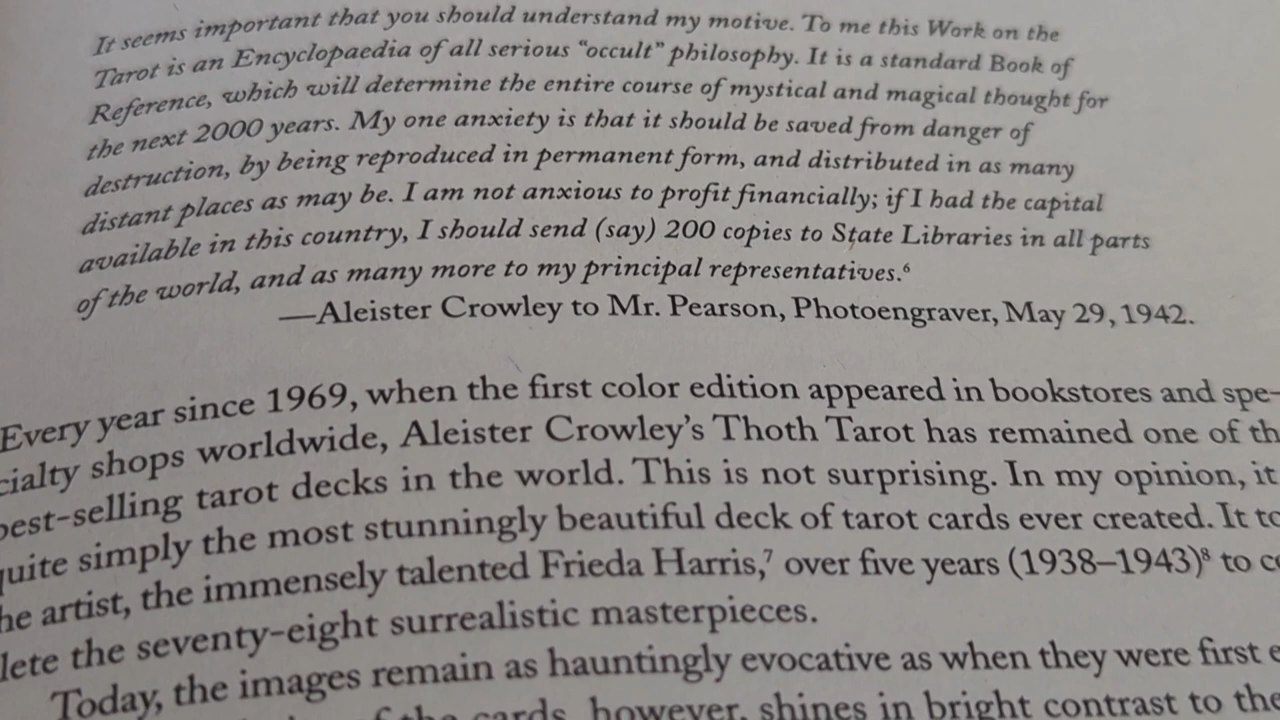 It seems important that you should understand my motive. To me this Work on the
Tarot is an Encyclopaedia of all serious “occult” philosophy. It is a standard Book of
Reference, which will determine the entire course of mystical and magical thought for
the next 2000 years. My one anxiety is that it should be saved from danger of
destruction, by being reproduced in permanent form, and distributed in as many
distant places as may be. I am not anxious to profit financially; if I had the capital
available in this country, I should send (say) 200 copies to State Libraries in all parts
of the world, and as many more to my principal representatives.⁶
—Aleister Crowley to Mr. Pearson, Photoengraver, May 29, 1942.
Every year since 1969, when the first color edition appeared in bookstores and spe-
cialty shops worldwide, Aleister Crowley’s Thoth Tarot has remained one of th
best-selling tarot decks in the world. This is not surprising. In my opinion, it
quite simply the most stunningly beautiful deck of tarot cards ever created. It to
he artist, the immensely talented Frieda Harris,⁷ over five years (1938–1943)⁸ to co
lete the seventy-eight surrealistic masterpieces.
Today, the images remain as hauntingly evocative as when they were first e
of the cards, however, shines in bright contrast to the